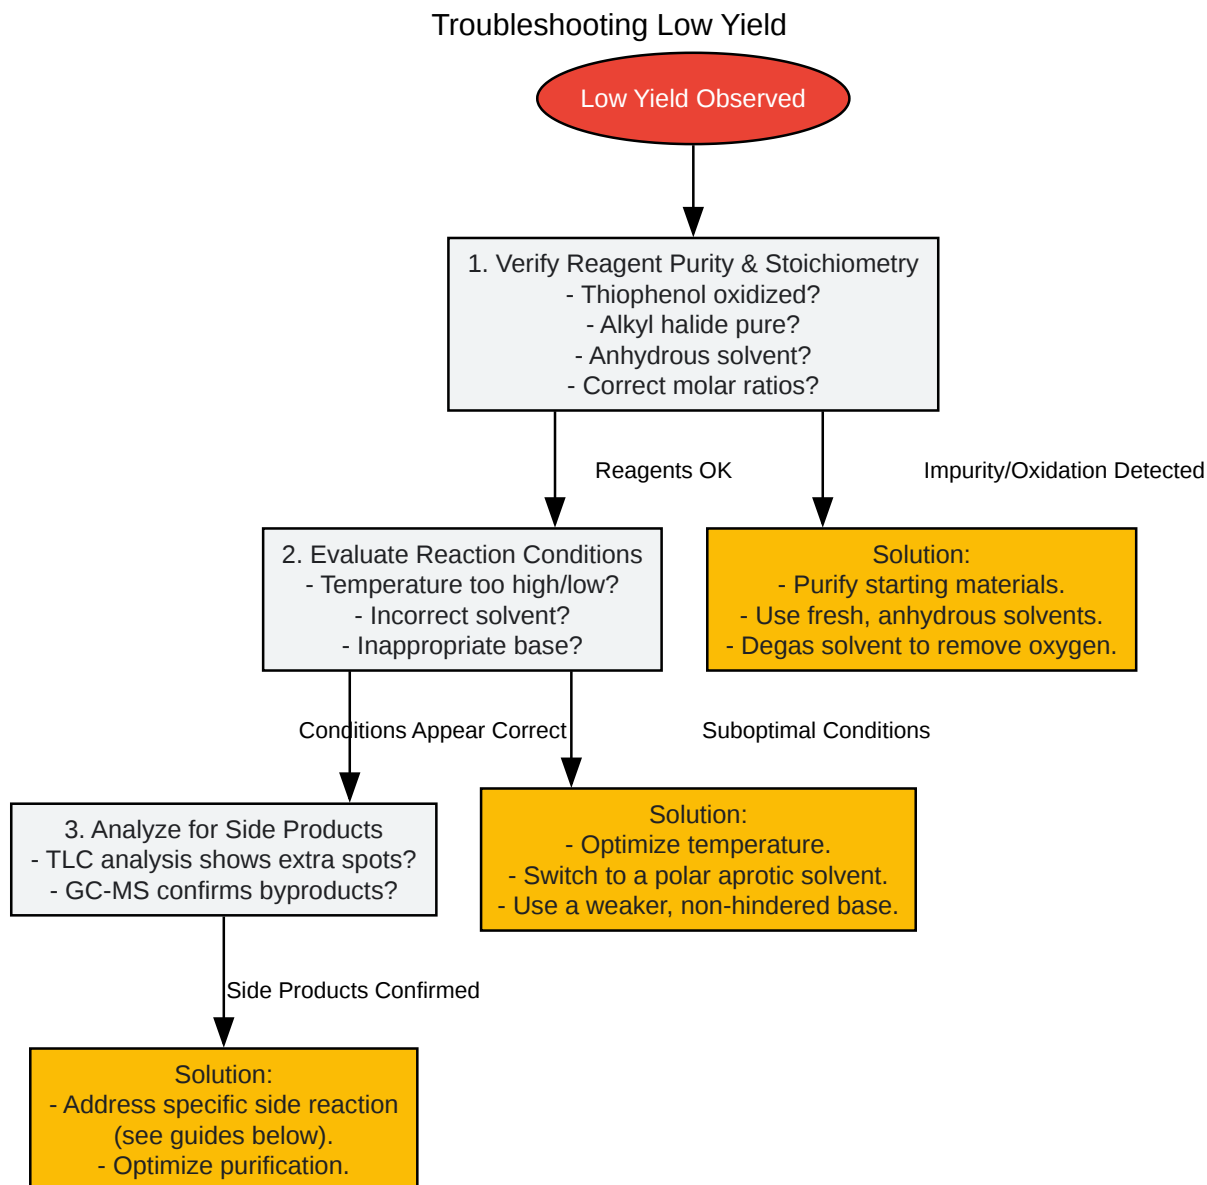 Troubleshooting Low Yield
Low Yield Observed
1. Verify Reagent Purity & Stoichiometry
- Thiophenol oxidized?
- Alkyl halide pure?
- Anhydrous solvent?
- Correct molar ratios?
Reagents OK
Impurity/Oxidation Detected
2. Evaluate Reaction Conditions
- Temperature too high/low?
- Incorrect solvent?
- Inappropriate base?
Solution:
- Purify starting materials.
- Use fresh, anhydrous solvents.
- Degas solvent to remove oxygen.
Conditions Appear Correct
Suboptimal Conditions
3. Analyze for Side Products
- TLC analysis shows extra spots?
- GC-MS confirms byproducts?
Solution:
- Optimize temperature.
- Switch to a polar aprotic solvent.
- Use a weaker, non-hindered base.
Side Products Confirmed
Solution:
- Address specific side reaction
(see guides below).
- Optimize purification.